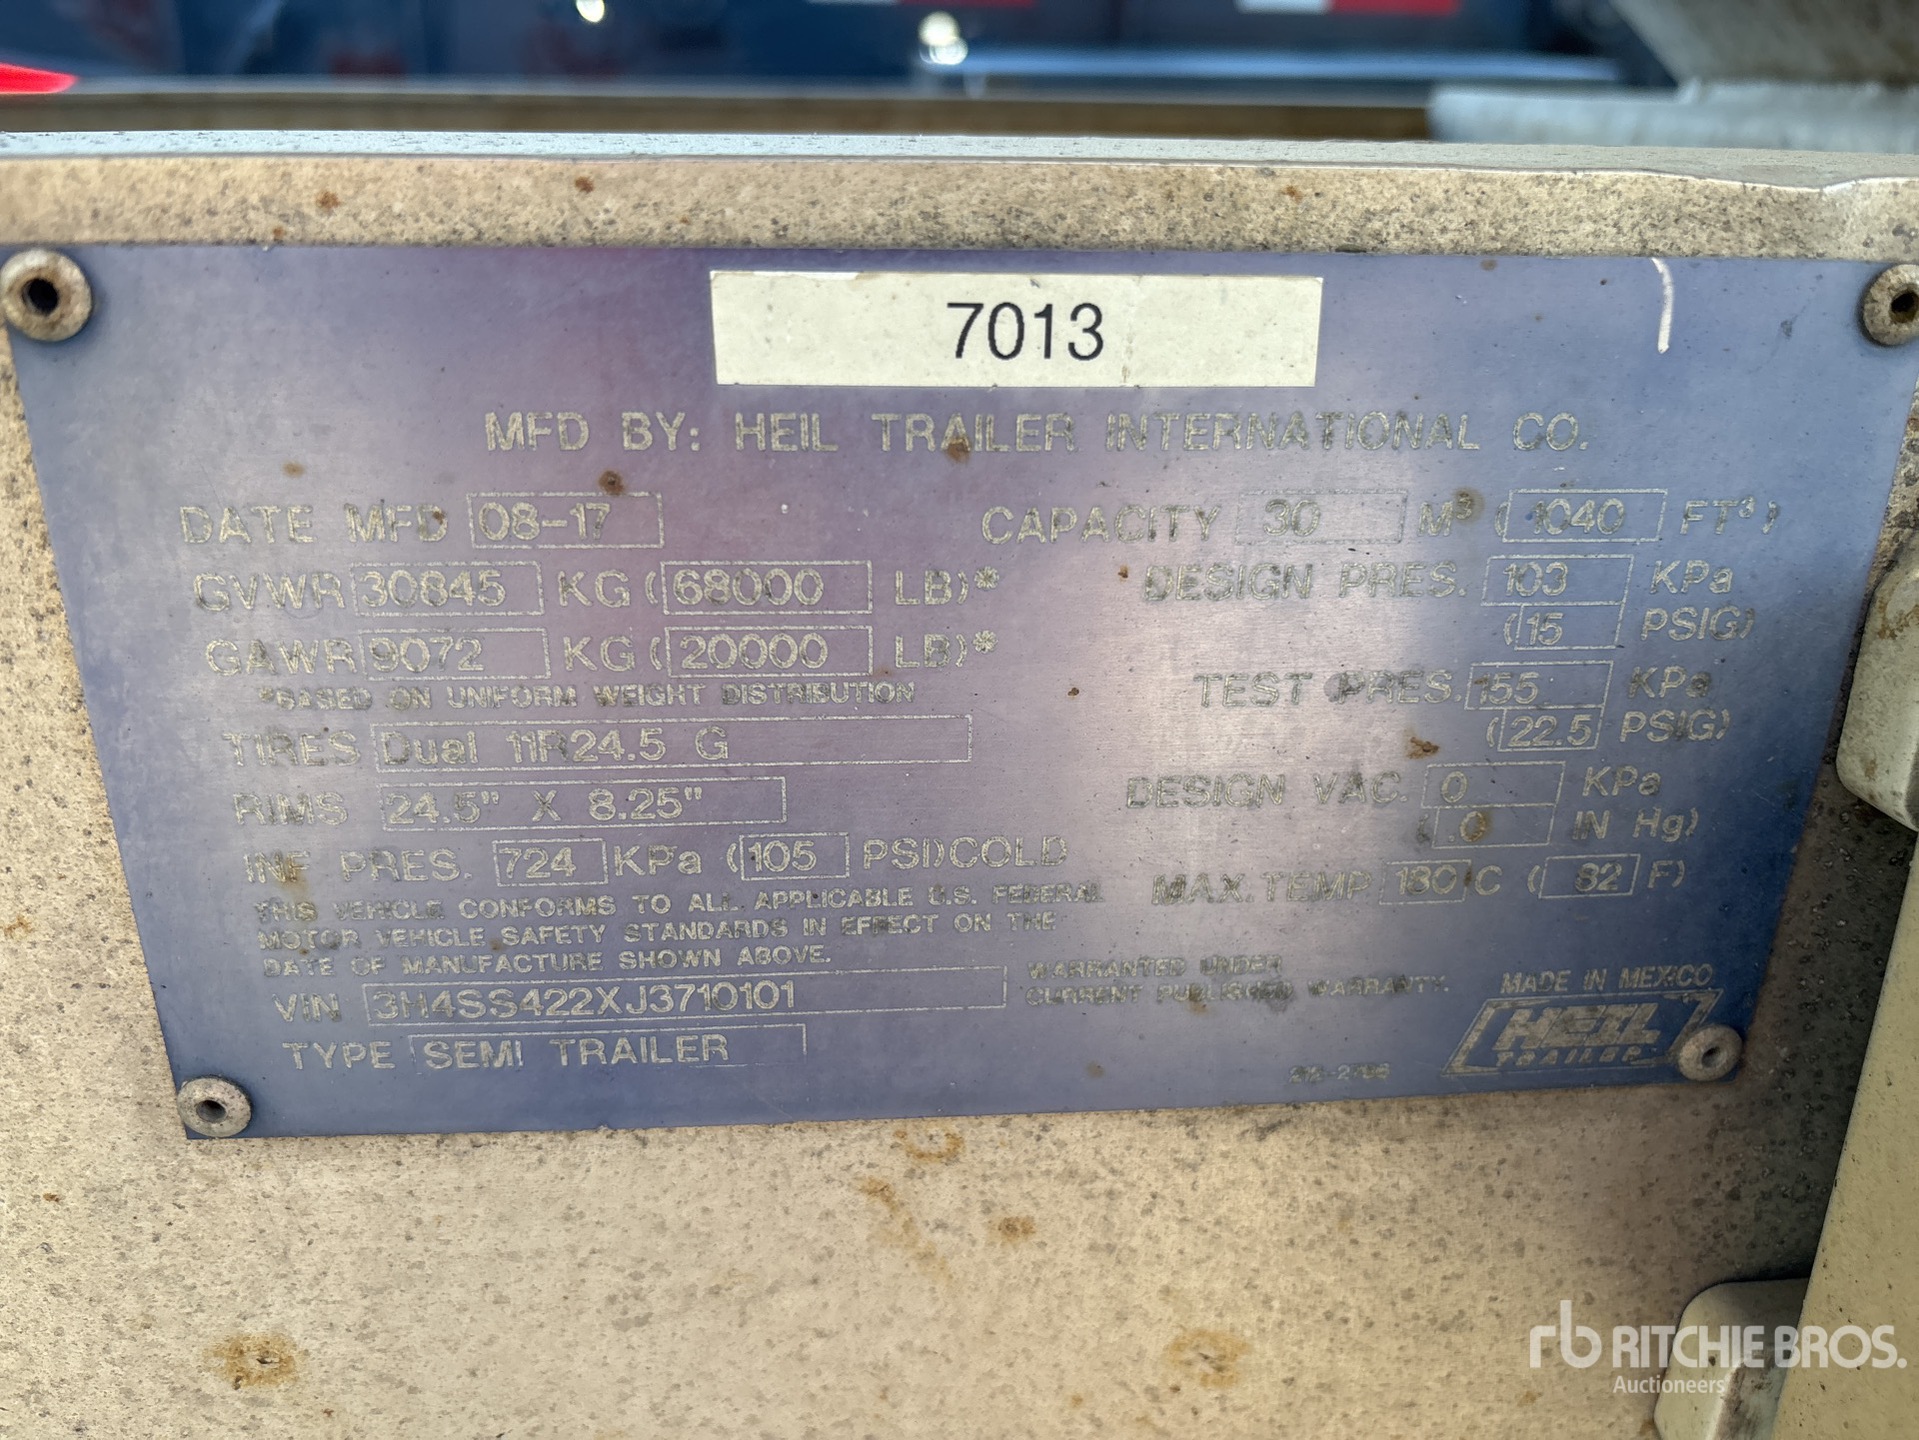 7013
MFD BY: HEIL TRAILER INTERNATIONAL CO.
DATE MFD 08-17
GVWR 30845 KG (68000 LB)*
GAWR 9072 KG (20000 LB)*
*BASED ON UNIFORM WEIGHT DISTRIBUTION
TIRES Dual 11R24.5 G
RIMS 24.5" X 8.25"
INF PRES. 724 KPa (105 PSI)COLD
THIS VEHICLE CONFORMS TO ALL APPLICABLE U.S. FEDERAL
MOTOR VEHICLE SAFETY STANDARDS IN EFFECT ON THE
DATE OF MANUFACTURE SHOWN ABOVE.
VIN 3H4SS422XJ3710101
TYPE SEMI TRAILER
CAPACITY 30 M³ (1040 FT³)
DESIGN PRES. 103 KPa
(15 PSIG)
TEST PRES. 155 KPa
(22.5 PSIG)
DESIGN VAC. 0 KPa
(.0 IN Hg)
MAX. TEMP 180 C (82 F)
WARRANTED UNDER
CURRENT PUBLISHED WARRANTY.
MADE IN MEXICO
HEIL
TRAILER
rb RITCHIE BROS.
Auctioneers